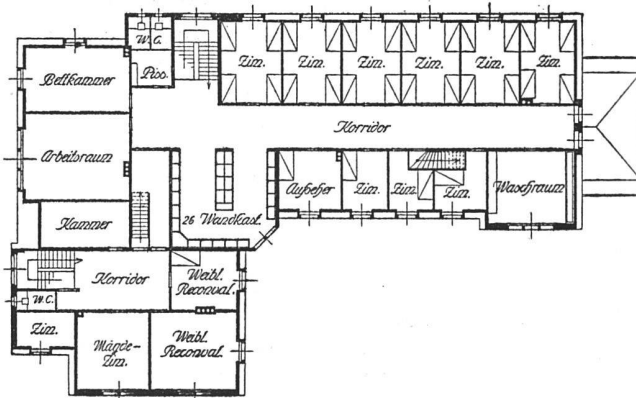 W.C.
Bettkammer
Piss.
Zim.
Zim.
Zim.
Zim.
Zim.
Zim.
Korridor
Arbeitsraum
Aufseher
Zim.
Zim.
Zim.
Waschraum
Kammer
26 Wandkast.
Korridor
Weibl.
Reconval.
W.C.
Zim.
Mägde-
Zim.
Weibl.
Reconval.